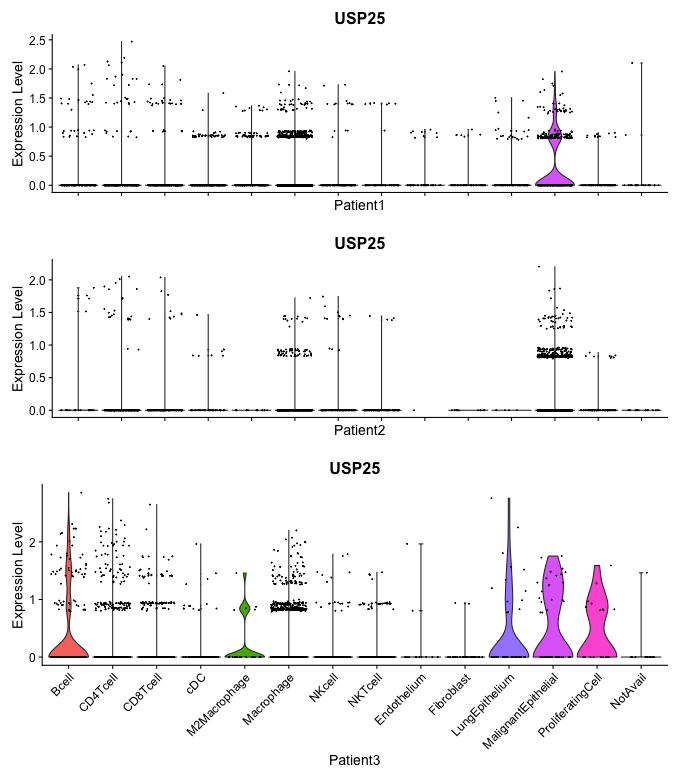 USP25
Expression Level
2.5
2.0
1.5
1.0
0.5
0.0
Patient1
USP25
Expression Level
2.0
1.5
1.0
0.5
0.0
Patient2
USP25
Expression Level
2
1
0
Bcell
CD4Tcell
CD8Tcell
cDC
M2Macrophage
Macrophage
NKcell
NKTcell
Endothelium
Fibroblast
LungEpithelium
MalignantEpithelial
ProliferatingCell
NotAvail
Patient3